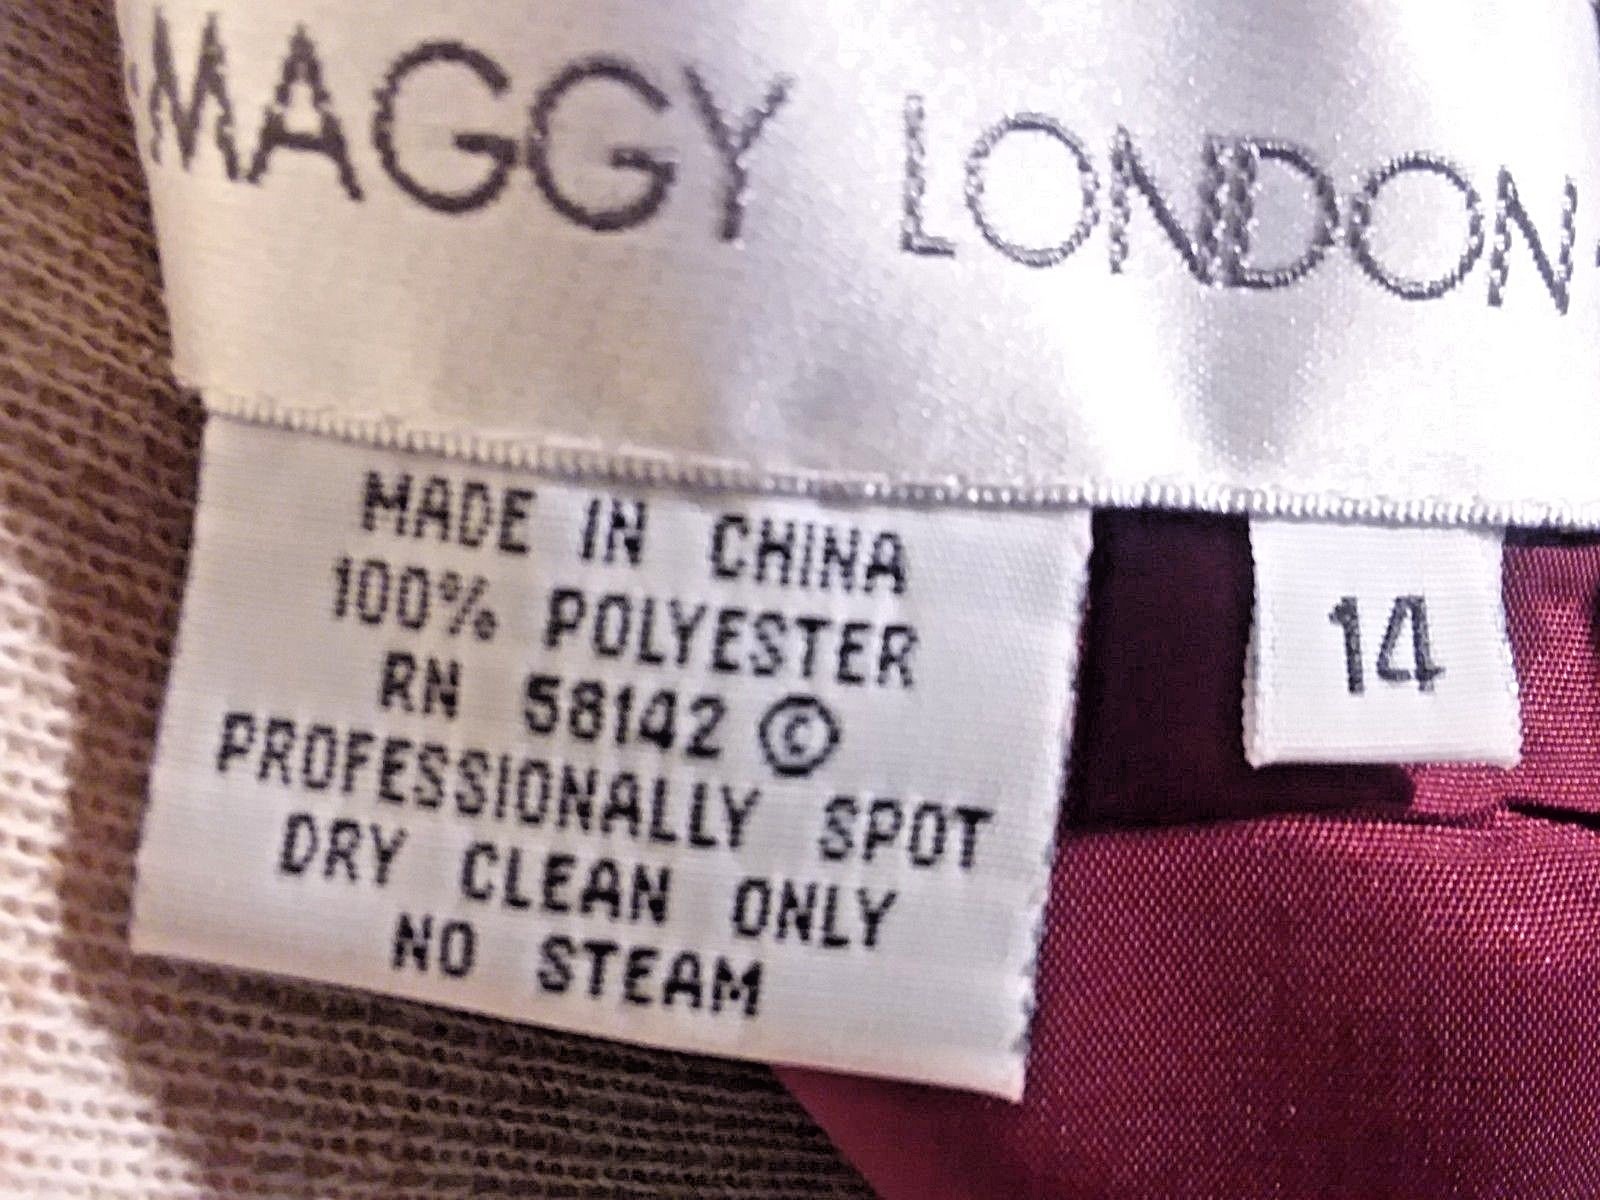 MAGGY LONDON
MADE IN CHINA
100% POLYESTER
RN 58142 ©
PROFESSIONALLY SPOT
DRY CLEAN ONLY
NO STEAM
14